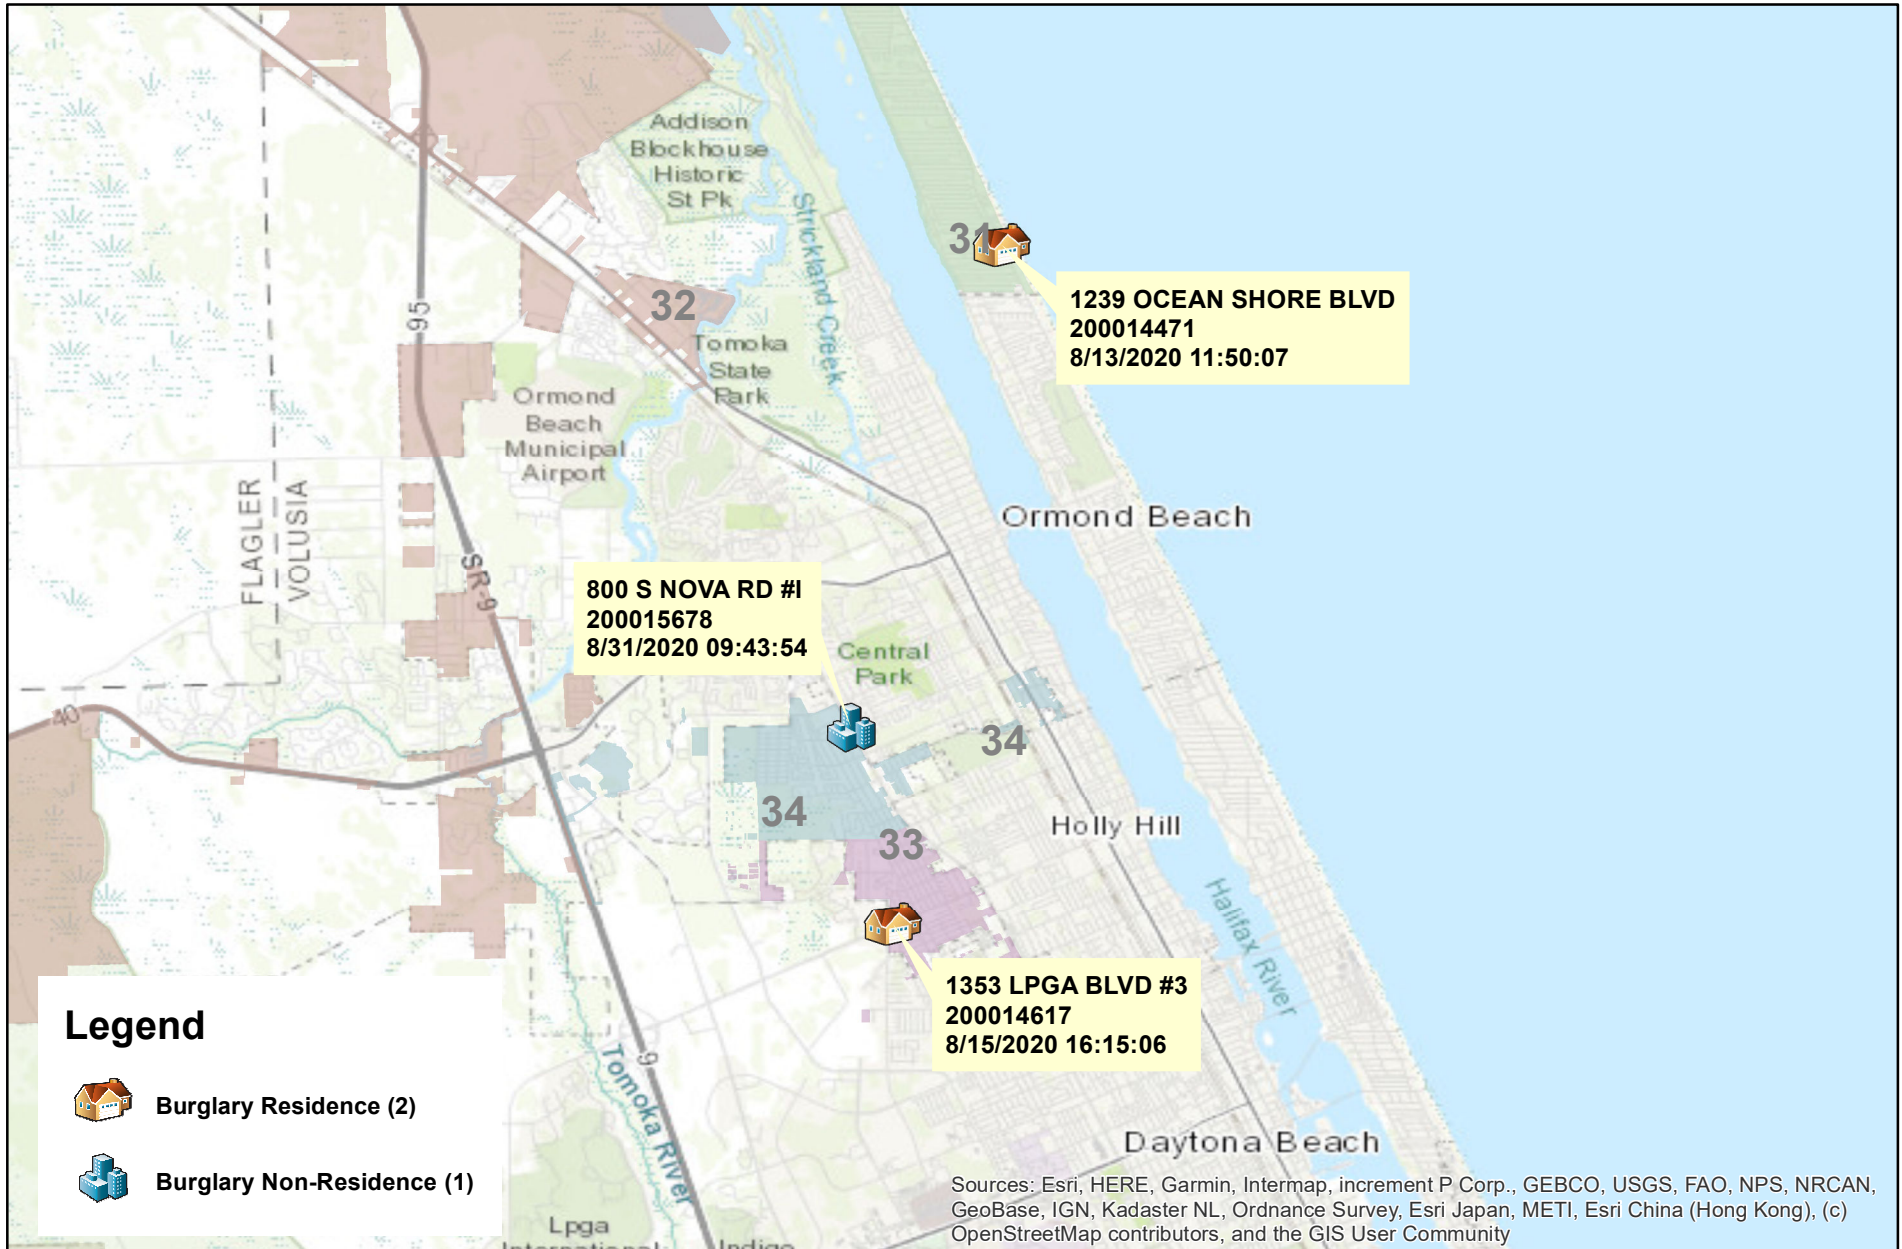 Addison
Blockhouse
Historic
St Pk
Strickland Creek
31
1239 OCEAN SHORE BLVD
200014471
8/13/2020 11:50:07
32
95
Tomoka
State
Park
Ormond
Beach
Municipal
Airport
FLAGLER
VOLUSIA
Ormond Beach
SR-9
800 S NOVA RD #I
200015678
8/31/2020 09:43:54
Central
Park
40
34
34
33
Holly Hill
Halifax River
1353 LPGA BLVD #3
200014617
8/15/2020 16:15:06
9
Tomoka River
Legend
Burglary Residence (2)
Burglary Non-Residence (1)
Daytona Beach
Lpga
International
Indigo
Sources: Esri, HERE, Garmin, Intermap, increment P Corp., GEBCO, USGS, FAO, NPS, NRCAN,
GeoBase, IGN, Kadaster NL, Ordnance Survey, Esri Japan, METI, Esri China (Hong Kong), (c)
OpenStreetMap contributors, and the GIS User Community